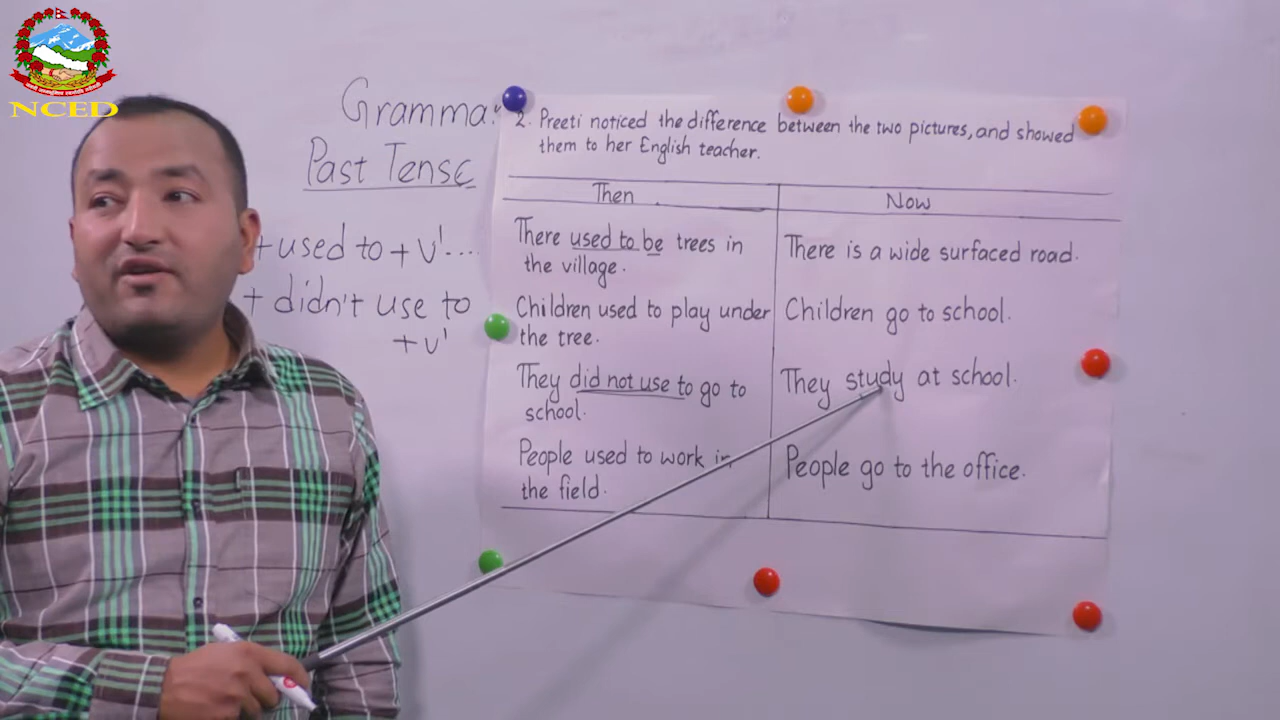 NCED
Grammar
Past Tense
+ used to + v¹...
+ didn't use to
+ v¹
2. Preeti noticed the difference between the two pictures, and showed
them to her English teacher.
Then
Now
There used to be trees in
the village.
There is a wide surfaced road.
Children used to play under
the tree.
Children go to school.
They did not use to go to
school.
They study at school.
People used to work in
the field.
People go to the office.